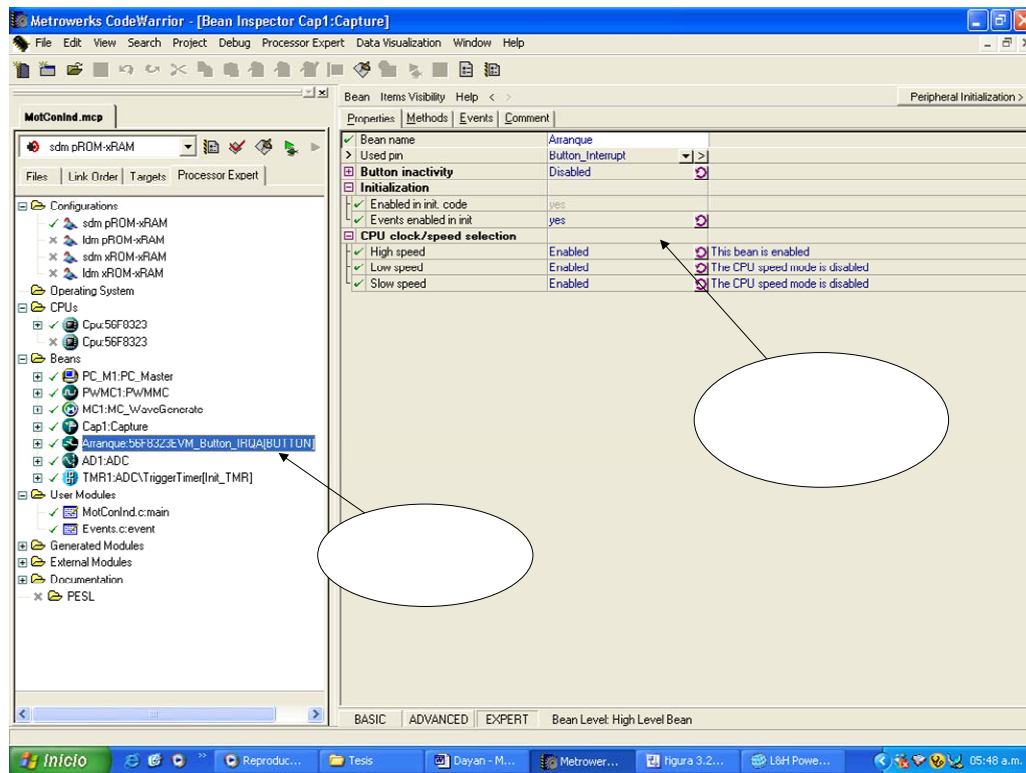 Metrowerks CodeWarrior - [Bean Inspector Cap1:Capture]
File Edit View Search Project Debug Processor Expert Data Visualization Window Help
Bean Items Visibility Help < >
Peripheral Initialization >
MotConInd.mcp
Properties Methods Events Comment
sdm pROM-xRAM
Files Link Order Targets Processor Expert
Bean name Arranque
Used pin Button_Interrupt >
Button inactivity Disabled
Initialization
Enabled in init. code yes
Events enabled in init yes
CPU clock/speed selection
High speed Enabled This bean is enabled
Low speed Enabled The CPU speed mode is disabled
Slow speed Enabled The CPU speed mode is disabled
Configurations
sdm pROM-xRAM
ldm pROM-xRAM
sdm xROM-xRAM
ldm xROM-xRAM
Operating System
CPUs
Cpu:56F8323
Cpu:56F8323
Beans
PC_M1:PC_Master
PWMC1:PWMMC
MC1:MC_WaveGenerate
Cap1:Capture
Arranque:56F8323EVM_Button_IRQA[BUTTON]
AD1:ADC
TMR1:ADC\TriggerTimer[Init_TMR]
User Modules
MotConInd.c:main
Events.c:event
Generated Modules
External Modules
Documentation
PESL
BASIC ADVANCED EXPERT Bean Level: High Level Bean
Inicio Reproduc... Tesis Dayan - M... Metrower... Figura 3.2... L&H Powe... 05:48 a.m.